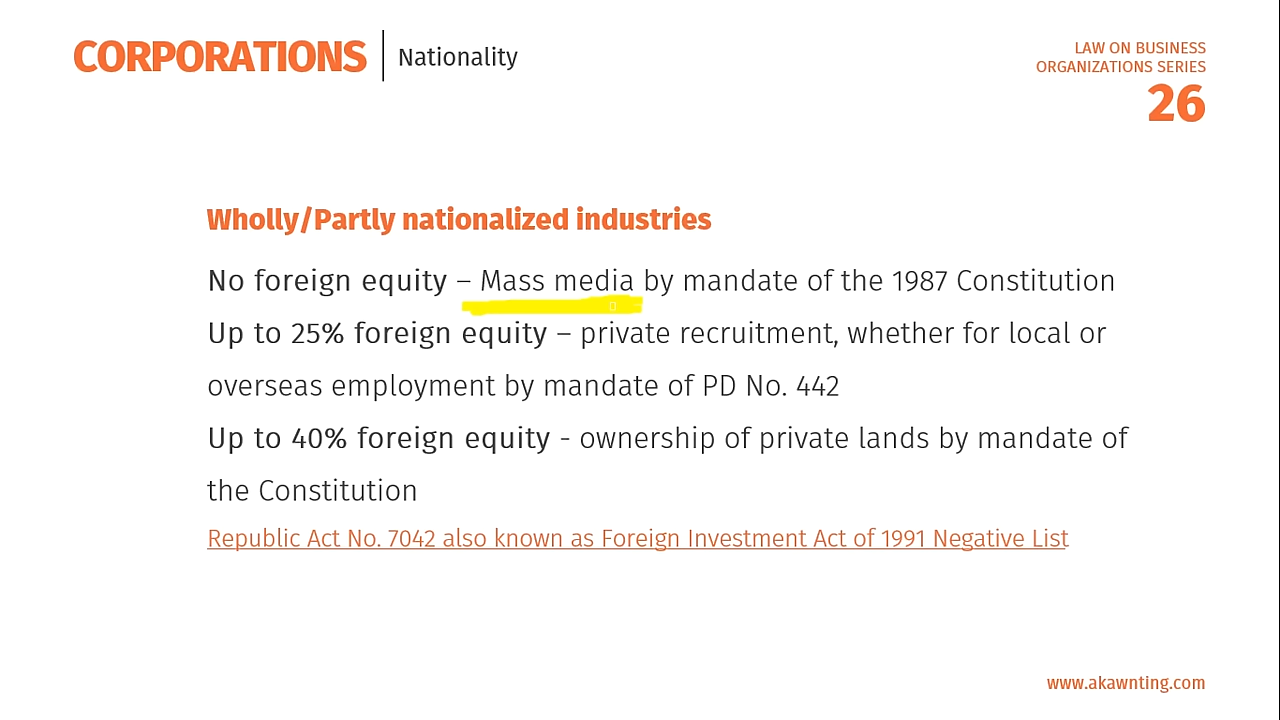 CORPORATIONS
Nationality
LAW ON BUSINESS
ORGANIZATIONS SERIES
26
Wholly/Partly nationalized industries
No foreign equity – Mass media by mandate of the 1987 Constitution
Up to 25% foreign equity – private recruitment, whether for local or
overseas employment by mandate of PD No. 442
Up to 40% foreign equity - ownership of private lands by mandate of
the Constitution
Republic Act No. 7042 also known as Foreign Investment Act of 1991 Negative List
www.akawnting.com